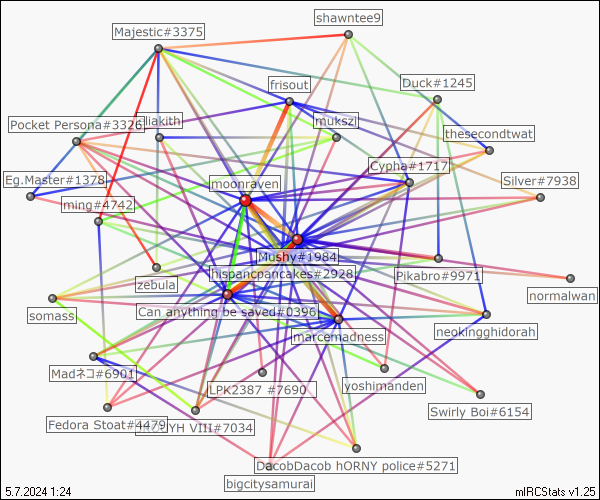 shawntee9
Majestic#3375
frisout
Duck#1245
Pocket Persona#3326
mukszi
thesecondtwat
Cypha#1717
Eg.Master#1378
moonraven
Silver#7938
ming#4742
Mushy#1984
hispancpancakes#2928
Pikabro#9971
zebula
normalwan
somass
Can anything be saved#0396
neokingghidorah
marcemadness
Madネコ#6901
LPK2387 #7690
yoshimanden
Swirly Boi#6154
Fedora Stoat#4479
VIII#7034
DacobDacob hORNY police#5271
bigcitysamurai
5.7.2024 1:24
mIRCStats v1.25